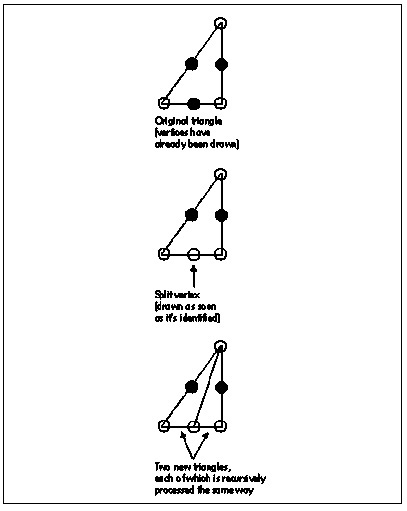 Original triangle
(vertices have
already been drawn)
Split vertex
(drawn as soon
as it's identified)
Two new triangles,
each of which is recursively
processed the same way